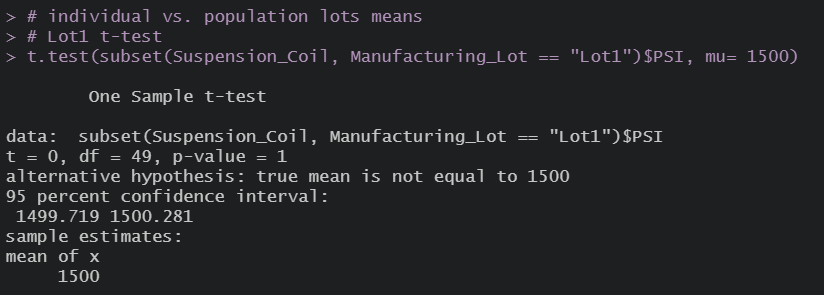 > # individual vs. population lots means
> # Lot1 t-test
> t.test(subset(Suspension_Coil, Manufacturing_Lot == "Lot1")$PSI, mu= 1500)
One Sample t-test
data:  subset(Suspension_Coil, Manufacturing_Lot == "Lot1")$PSI
t = 0, df = 49, p-value = 1
alternative hypothesis: true mean is not equal to 1500
95 percent confidence interval:
1499.719 1500.281
sample estimates:
mean of x
1500